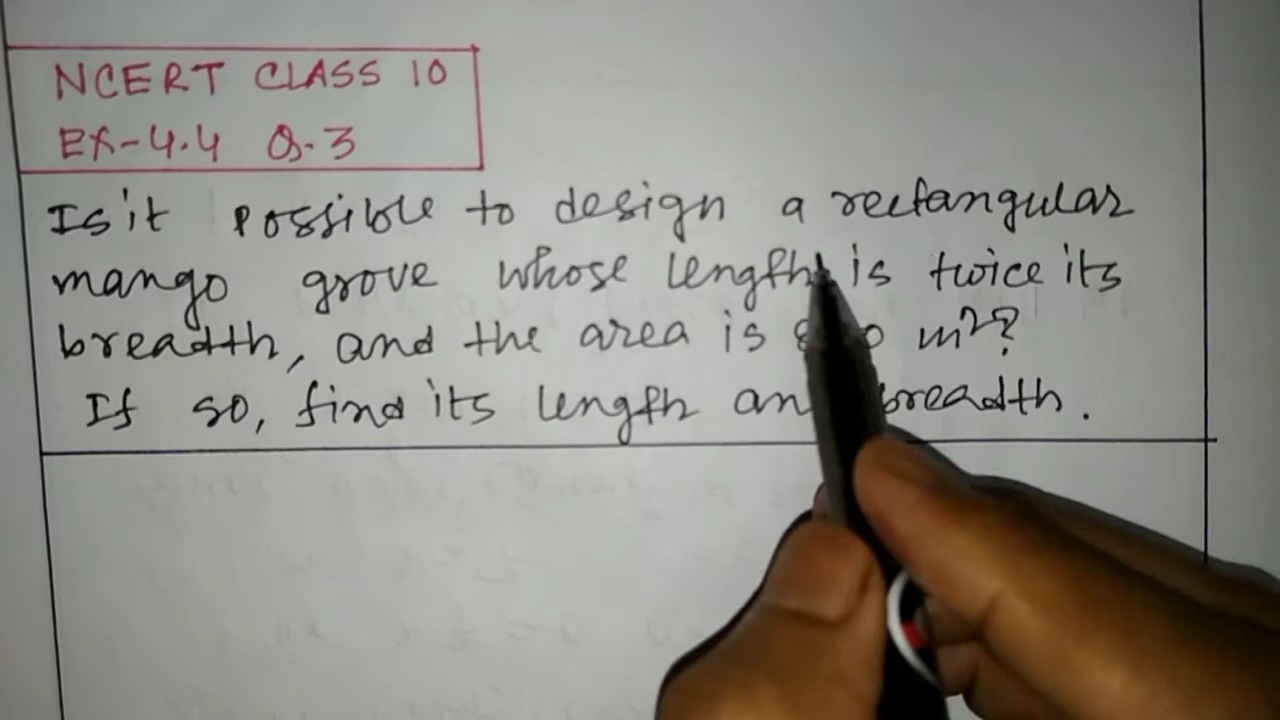 NCERT CLASS 10
EX-4.4 Q.3
Is it possible to design a rectangular
mango grove whose length is twice its
breadth, and the area is m²?
If so, find its length and breadth.